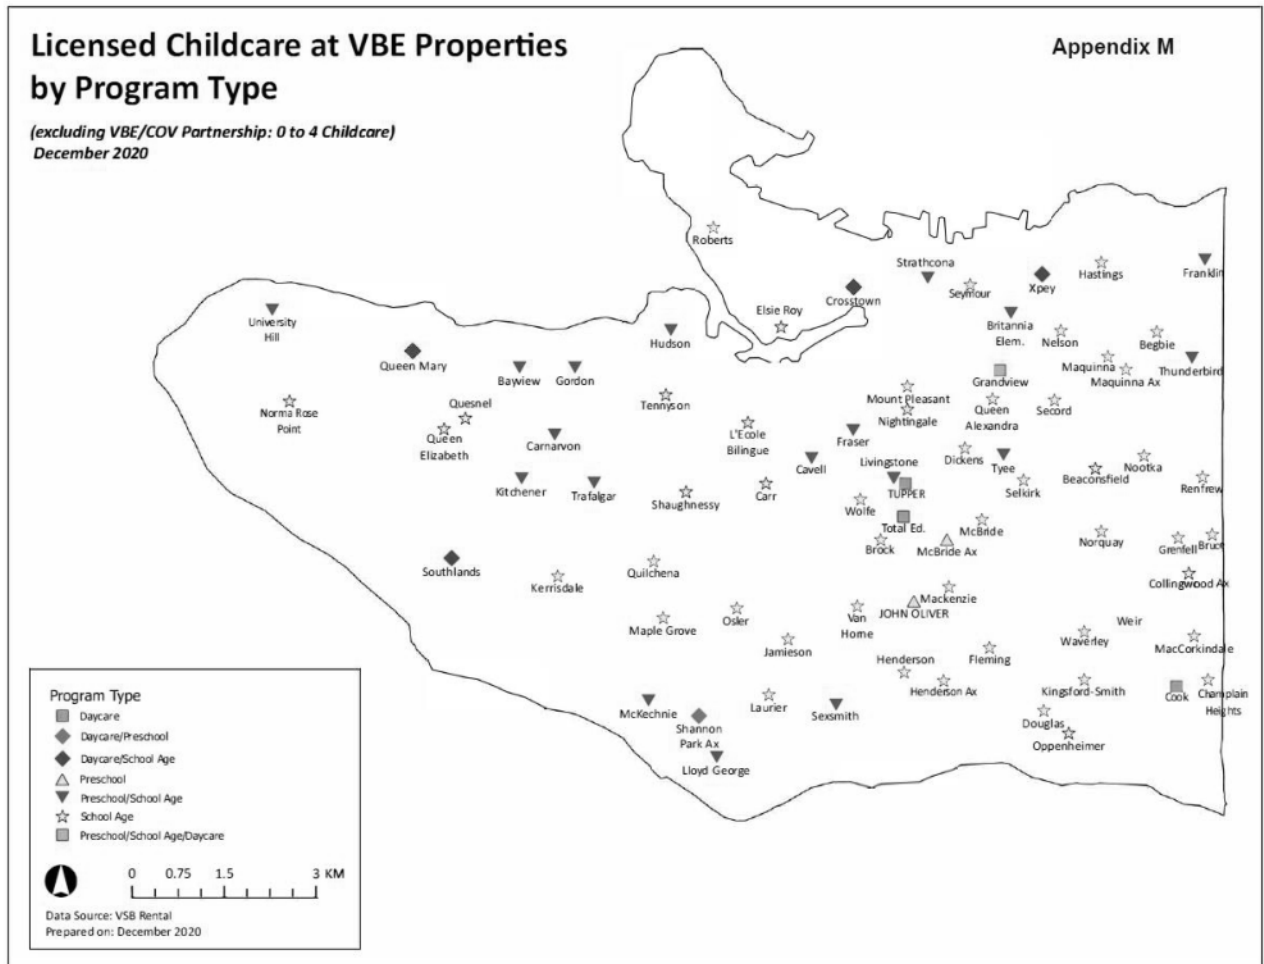 Licensed Childcare at VBE Properties
by Program Type
Appendix M
(excluding VBE/COV Partnership: 0 to 4 Childcare)
December 2020
Roberts
Strathcona
Hastings
Franklin
Xpey
Seymour
Crosstown
Elsie Roy
University
Hill
Britannia
Elem.
Hudson
Nelson
Begbie
Queen Mary
Maquinna
Maquinna Ax
Thunderbird
Bayview
Gordon
Grandview
Mount Pleasant
Quesnel
Tennyson
Norma Rose
Point
Nightingale
Queen
Alexandra
Secord
Queen
Elizabeth
L'Ecole
Bilingue
Carnarvon
Fraser
Livingstone
Dickens
Cavell
Tyee
Nootka
Beaconsfield
Kitchener
Trafalgar
Shaughnessy
Carr
TUPPER
Selkirk
Renfrew
Wolfe
Total Ed.
McBride
Brock
McBride Ax
Norquay
Grenfell
Bruce
Southlands
Quilchena
Kerrisdale
Collingwood Ax
Mackenzie
JOHN OLIVER
Osler
Van
Horne
Weir
Maple Grove
Waverley
MacCorkindale
Jamieson
Henderson
Fleming
Henderson Ax
Kingsford-Smith
Cook
Champlain
Heights
Laurier
McKechnie
Sexsmith
Shannon
Park Ax
Douglas
Oppenheimer
Lloyd George
Program Type
Daycare
Daycare/Preschool
Daycare/School Age
Preschool
Preschool/School Age
School Age
Preschool/School Age/Daycare
0 0.75 1.5 3 KM
Data Source: VSB Rental
Prepared on: December 2020